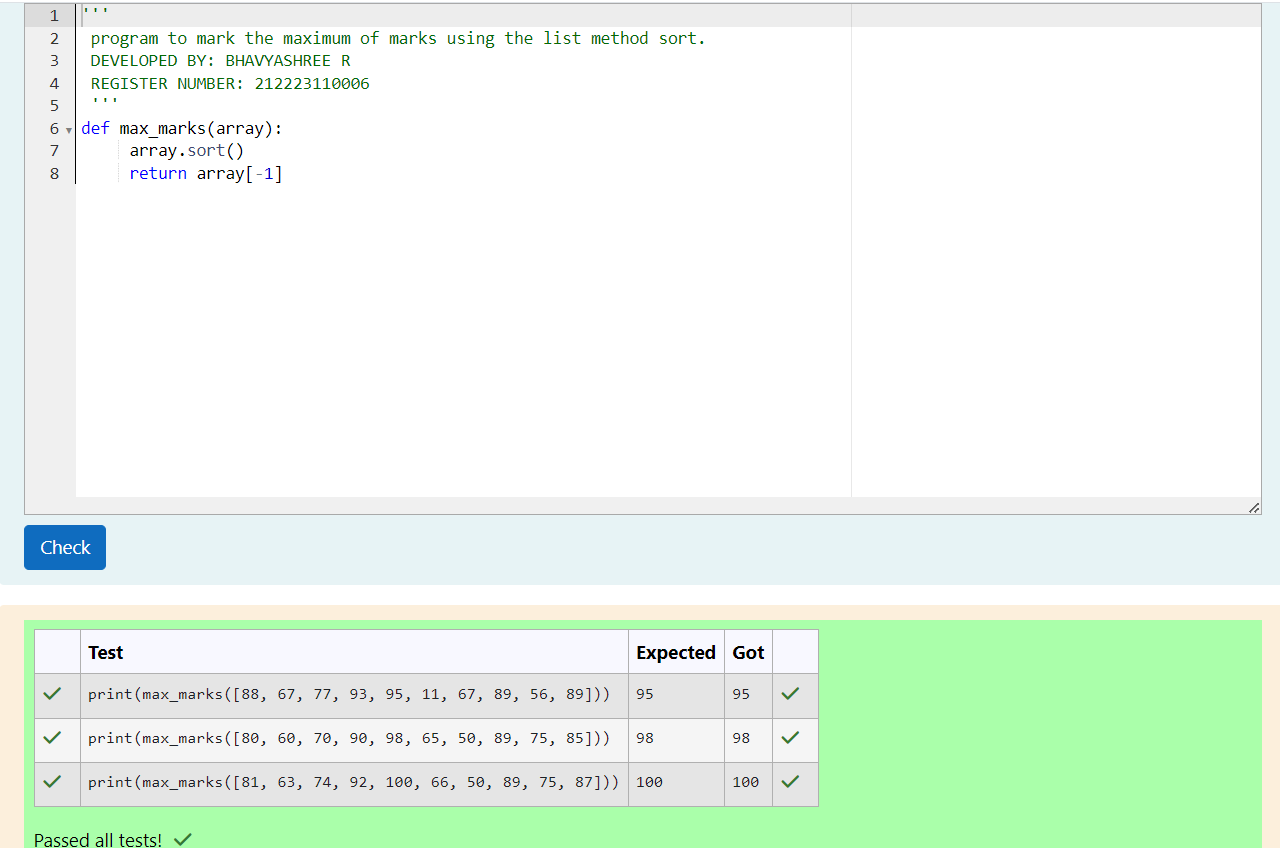 1 '''
2 program to mark the maximum of marks using the list method sort.
3 DEVELOPED BY: BHAVYASHREE R
4 REGISTER NUMBER: 212223110006
5 '''
6 def max_marks(array):
7 array.sort()
8 return array[-1]
Check
Test Expected Got
print(max_marks([88, 67, 77, 93, 95, 11, 67, 89, 56, 89])) 95 95
print(max_marks([80, 60, 70, 90, 98, 65, 50, 89, 75, 85])) 98 98
print(max_marks([81, 63, 74, 92, 100, 66, 50, 89, 75, 87])) 100 100
Passed all tests!